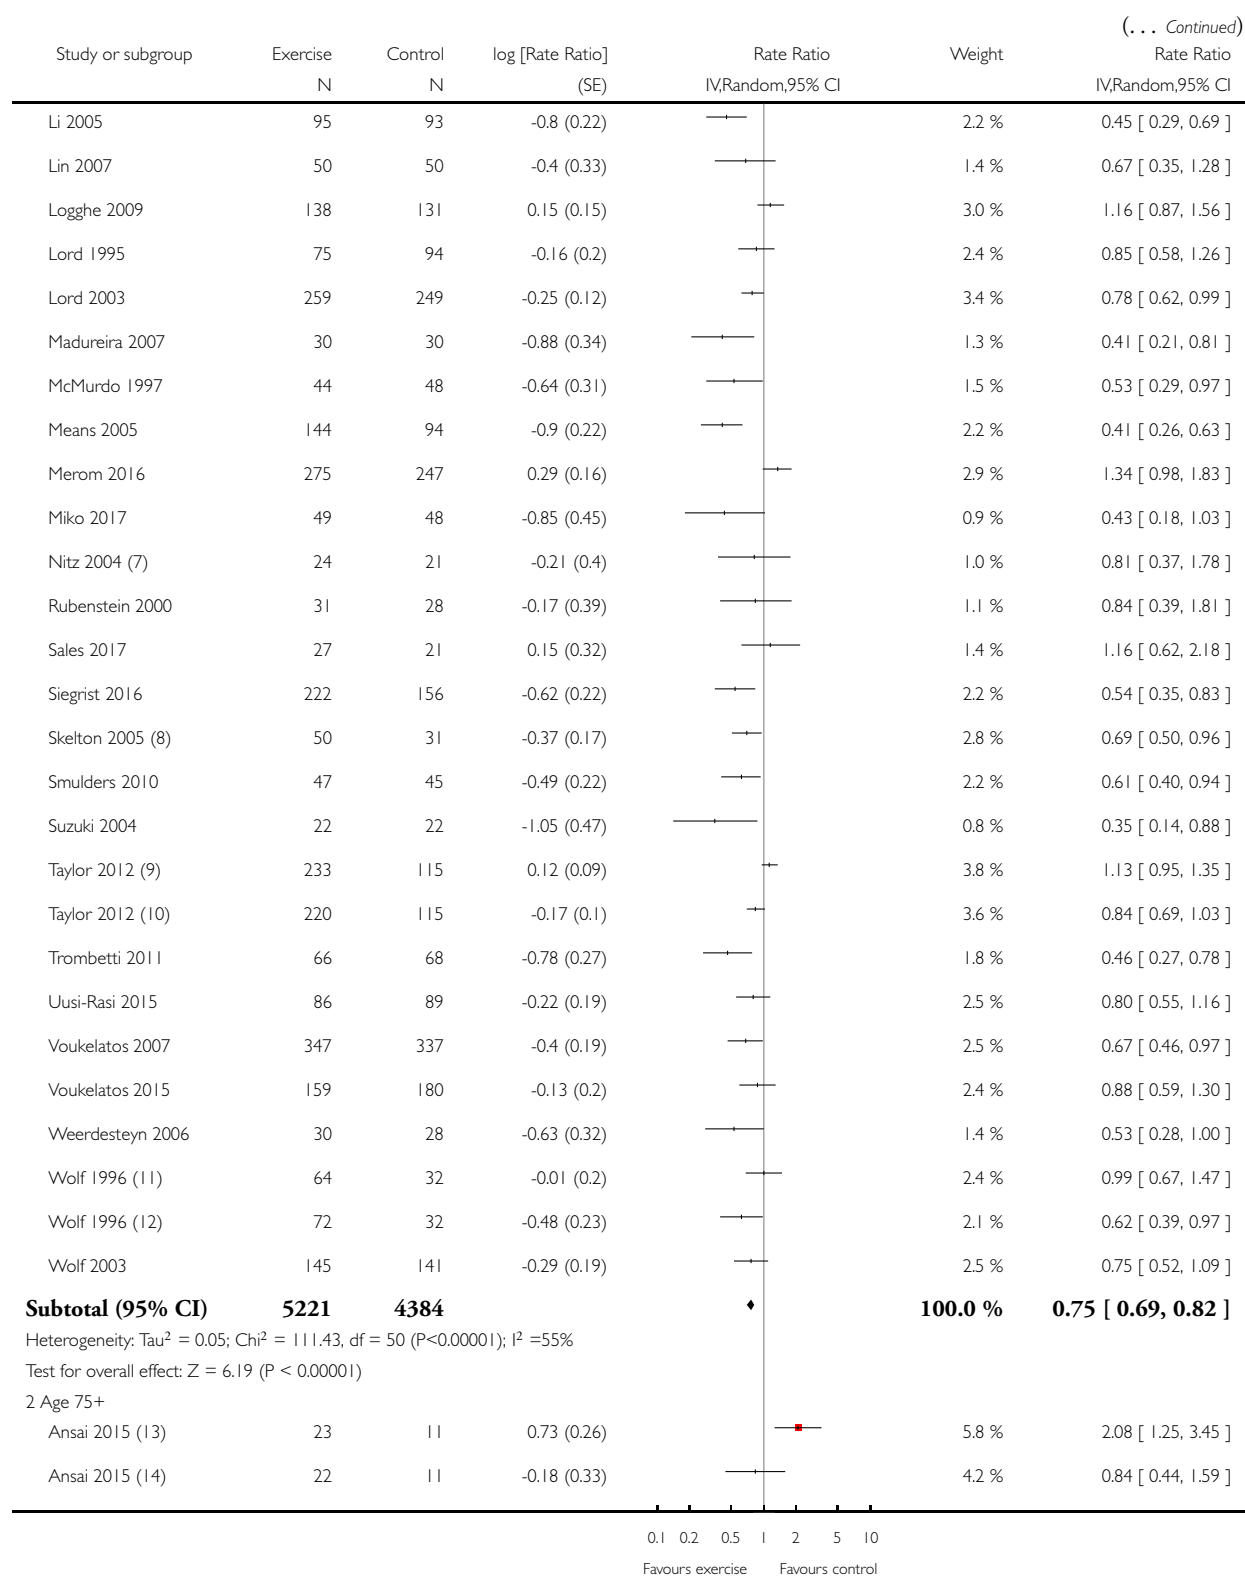 (... Continued)
Study or subgroup Exercise Control log [Rate Ratio] Rate Ratio Weight Rate Ratio
N N (SE) IV,Random,95% CI IV,Random,95% CI
Li 2005 95 93 -0.8 (0.22) 2.2 % 0.45 [ 0.29, 0.69 ]
Lin 2007 50 50 -0.4 (0.33) 1.4 % 0.67 [ 0.35, 1.28 ]
Logghe 2009 138 131 0.15 (0.15) 3.0 % 1.16 [ 0.87, 1.56 ]
Lord 1995 75 94 -0.16 (0.2) 2.4 % 0.85 [ 0.58, 1.26 ]
Lord 2003 259 249 -0.25 (0.12) 3.4 % 0.78 [ 0.62, 0.99 ]
Madureira 2007 30 30 -0.88 (0.34) 1.3 % 0.41 [ 0.21, 0.81 ]
McMurdo 1997 44 48 -0.64 (0.31) 1.5 % 0.53 [ 0.29, 0.97 ]
Means 2005 144 94 -0.9 (0.22) 2.2 % 0.41 [ 0.26, 0.63 ]
Merom 2016 275 247 0.29 (0.16) 2.9 % 1.34 [ 0.98, 1.83 ]
Miko 2017 49 48 -0.85 (0.45) 0.9 % 0.43 [ 0.18, 1.03 ]
Nitz 2004 (7) 24 21 -0.21 (0.4) 1.0 % 0.81 [ 0.37, 1.78 ]
Rubenstein 2000 31 28 -0.17 (0.39) 1.1 % 0.84 [ 0.39, 1.81 ]
Sales 2017 27 21 0.15 (0.32) 1.4 % 1.16 [ 0.62, 2.18 ]
Siegrist 2016 222 156 -0.62 (0.22) 2.2 % 0.54 [ 0.35, 0.83 ]
Skelton 2005 (8) 50 31 -0.37 (0.17) 2.8 % 0.69 [ 0.50, 0.96 ]
Smulders 2010 47 45 -0.49 (0.22) 2.2 % 0.61 [ 0.40, 0.94 ]
Suzuki 2004 22 22 -1.05 (0.47) 0.8 % 0.35 [ 0.14, 0.88 ]
Taylor 2012 (9) 233 115 0.12 (0.09) 3.8 % 1.13 [ 0.95, 1.35 ]
Taylor 2012 (10) 220 115 -0.17 (0.1) 3.6 % 0.84 [ 0.69, 1.03 ]
Trombetti 2011 66 68 -0.78 (0.27) 1.8 % 0.46 [ 0.27, 0.78 ]
Uusi-Rasi 2015 86 89 -0.22 (0.19) 2.5 % 0.80 [ 0.55, 1.16 ]
Voukelatos 2007 347 337 -0.4 (0.19) 2.5 % 0.67 [ 0.46, 0.97 ]
Voukelatos 2015 159 180 -0.13 (0.2) 2.4 % 0.88 [ 0.59, 1.30 ]
Weerdesteyn 2006 30 28 -0.63 (0.32) 1.4 % 0.53 [ 0.28, 1.00 ]
Wolf 1996 (11) 64 32 -0.01 (0.2) 2.4 % 0.99 [ 0.67, 1.47 ]
Wolf 1996 (12) 72 32 -0.48 (0.23) 2.1 % 0.62 [ 0.39, 0.97 ]
Wolf 2003 145 141 -0.29 (0.19) 2.5 % 0.75 [ 0.52, 1.09 ]
Subtotal (95% CI) 5221 4384 100.0 % 0.75 [ 0.69, 0.82 ]
Heterogeneity: Tau² = 0.05; Chi² = 111.43, df = 50 (P<0.00001); I² =55%
Test for overall effect: Z = 6.19 (P < 0.00001)
2 Age 75+
Ansai 2015 (13) 23 11 0.73 (0.26) 5.8 % 2.08 [ 1.25, 3.45 ]
Ansai 2015 (14) 22 11 -0.18 (0.33) 4.2 % 0.84 [ 0.44, 1.59 ]
0.1 0.2 0.5 1 2 5 10
Favours exercise Favours control